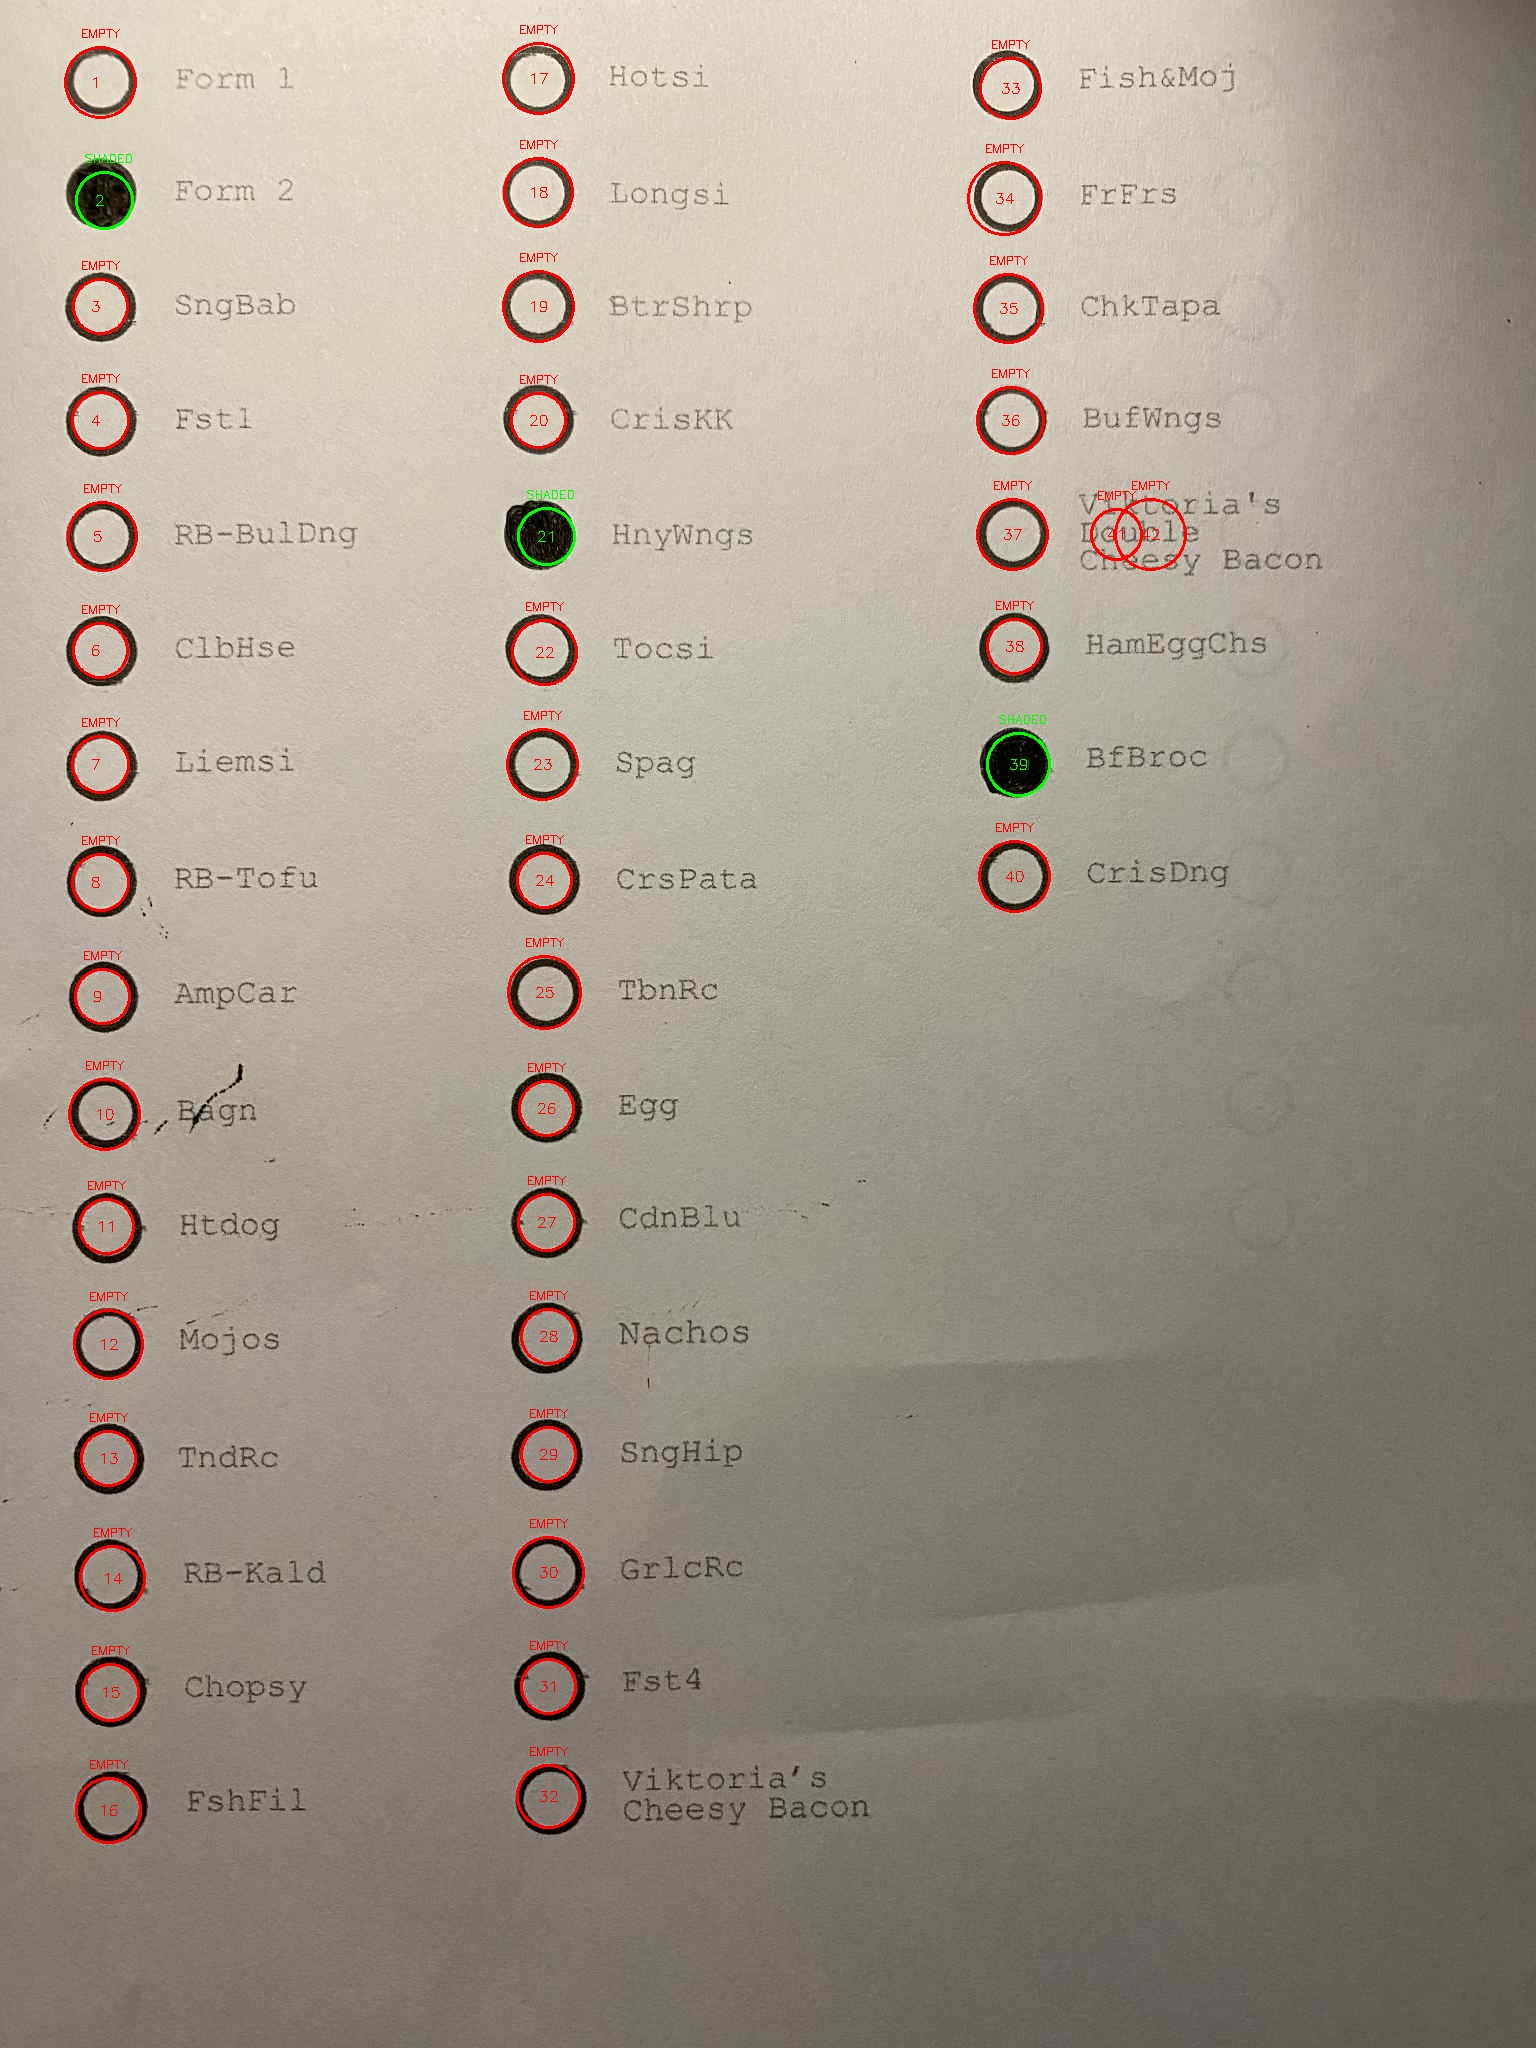 EMPTY
1 Form 1
SHADED
2 Form 2
EMPTY
3 SngBab
EMPTY
4 Fst1
EMPTY
5 RB-BulDng
EMPTY
6 ClbHse
EMPTY
7 Liemsi
EMPTY
8 RB-Tofu
EMPTY
9 AmpCar
EMPTY
10 Bagn
EMPTY
11 Htdog
EMPTY
12 Mojos
EMPTY
13 TndRc
EMPTY
14 RB-Kald
EMPTY
15 Chopsy
EMPTY
16 FshFil
EMPTY
17 Hotsi
EMPTY
18 Longsi
EMPTY
19 BtrShrp
EMPTY
20 CrisKK
SHADED
21 HnyWngs
EMPTY
22 Tocsi
EMPTY
23 Spag
EMPTY
24 CrsPata
EMPTY
25 TbnRc
EMPTY
26 Egg
EMPTY
27 CdnBlu
EMPTY
28 Nachos
EMPTY
29 SngHip
EMPTY
30 GrlcRc
EMPTY
31 Fst4
EMPTY
Viktoria's
32 Cheesy Bacon
EMPTY
33 Fish&Moj
EMPTY
34 FrFrs
EMPTY
35 ChkTapa
EMPTY
36 BufWngs
EMPTY EMPTY EMPTY
Viktoria's
37 Double 41 42
Cheesy Bacon
EMPTY
38 HamEggChs
SHADED
39 BfBroc
EMPTY
40 CrisDng